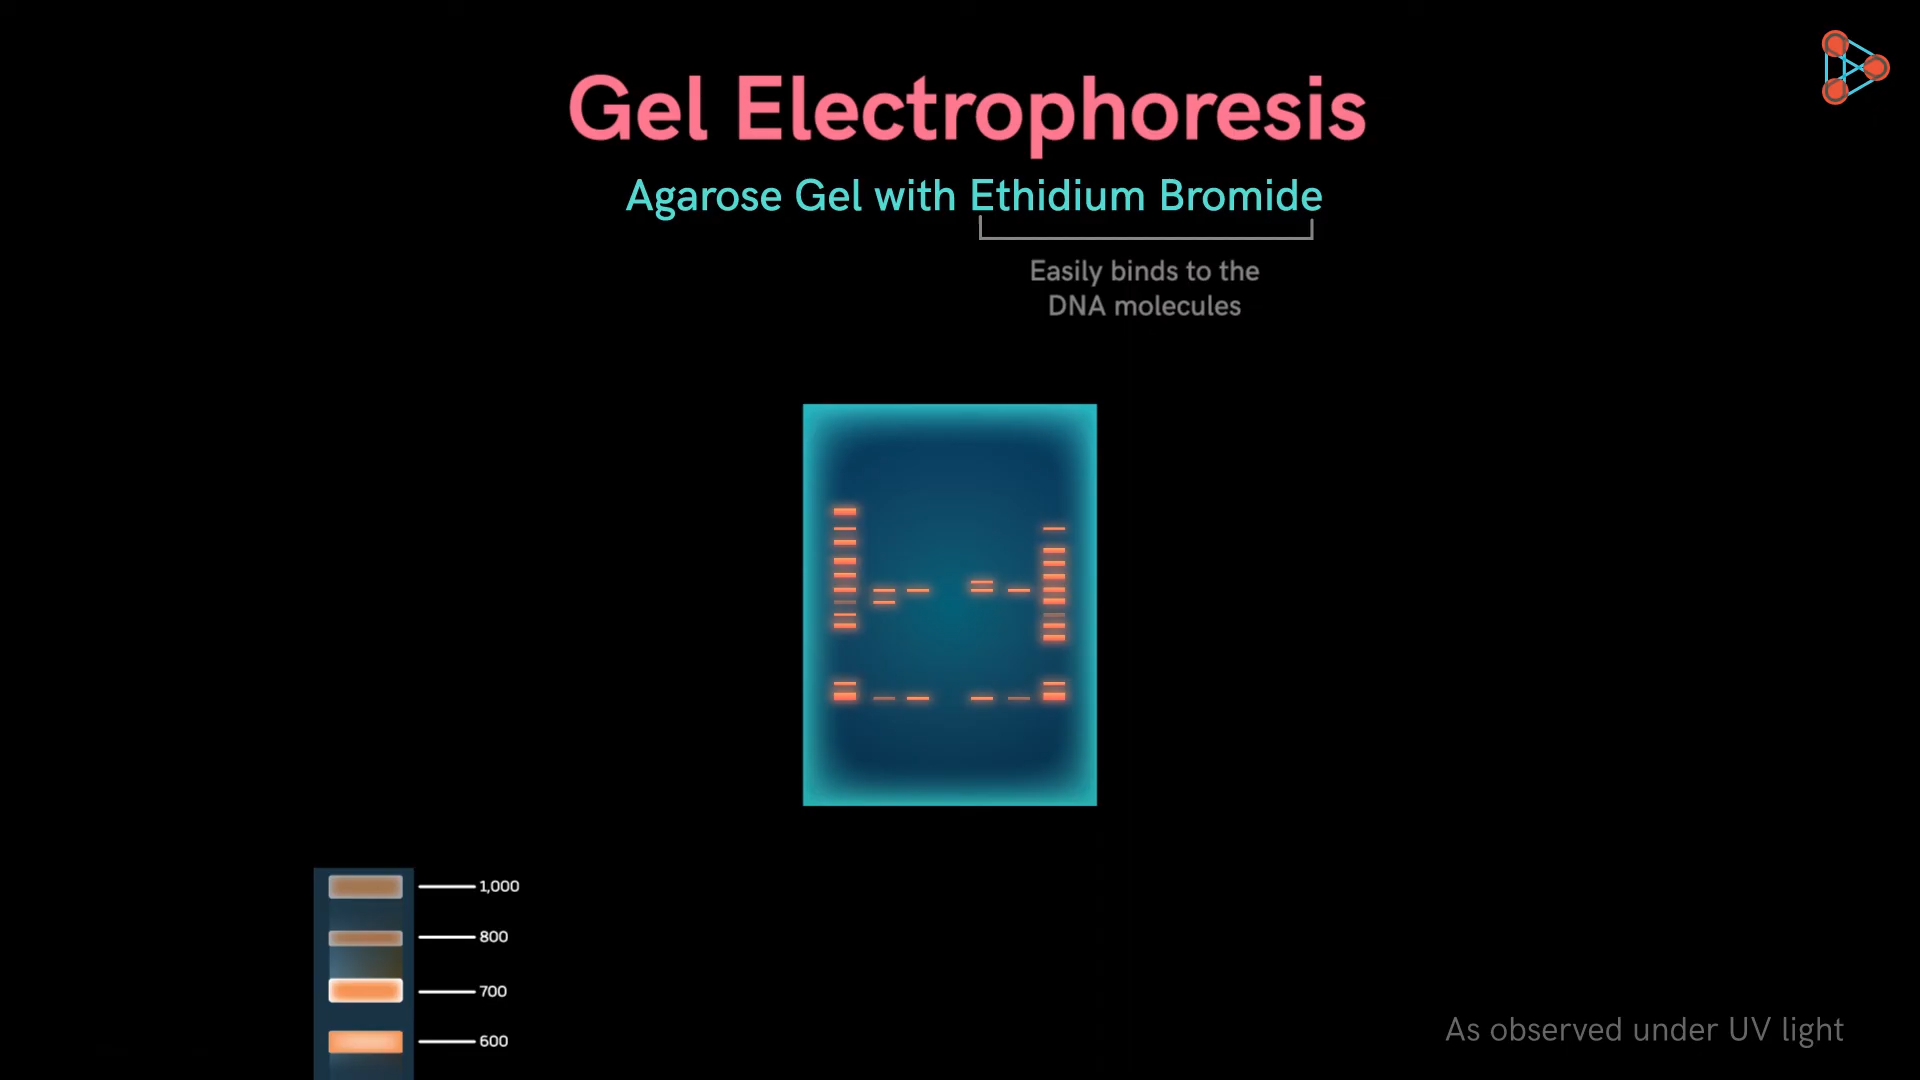 Gel Electrophoresis
Agarose Gel with Ethidium Bromide
Easily binds to the
DNA molecules
1,000
800
700
600
As observed under UV light